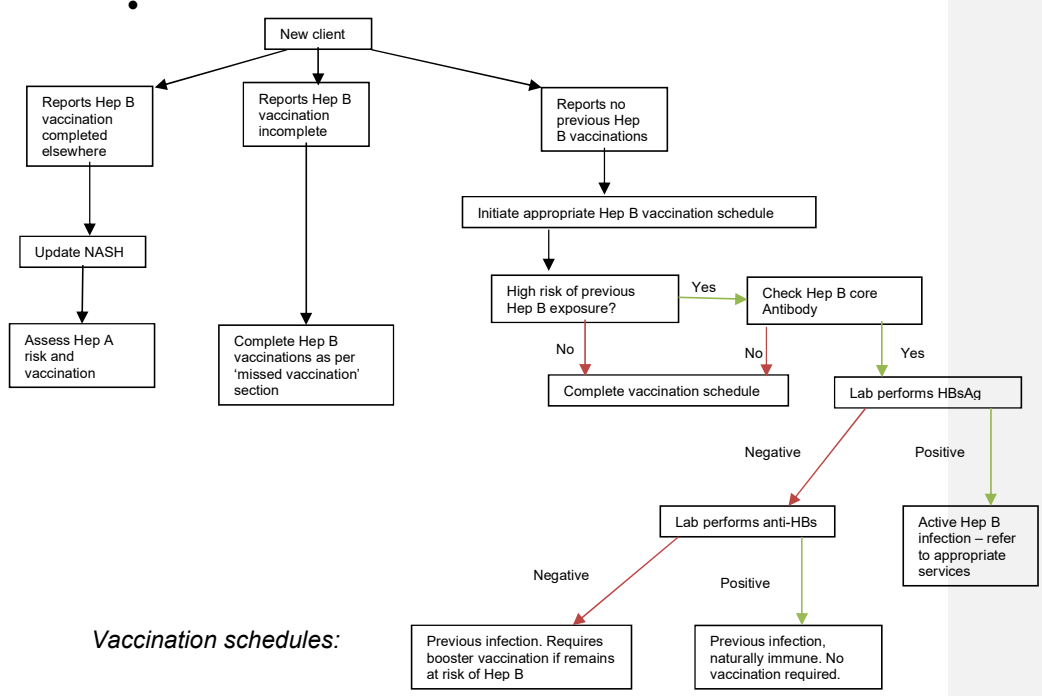 •
New client
Reports Hep B
vaccination
completed
elsewhere
Reports Hep B
vaccination
incomplete
Reports no
previous Hep
B vaccinations
Initiate appropriate Hep B vaccination schedule
Update NASH
High risk of previous
Hep B exposure?
Yes
Check Hep B core
Antibody
Assess Hep A
risk and
vaccination
Complete Hep B
vaccinations as per
‘missed vaccination’
section
No
No
Yes
Complete vaccination schedule
Lab performs HBsAg
Negative
Positive
Lab performs anti-HBs
Active Hep B
infection – refer
to appropriate
services
Negative
Positive
Vaccination schedules:
Previous infection. Requires
booster vaccination if remains
at risk of Hep B
Previous infection,
naturally immune. No
vaccination required.